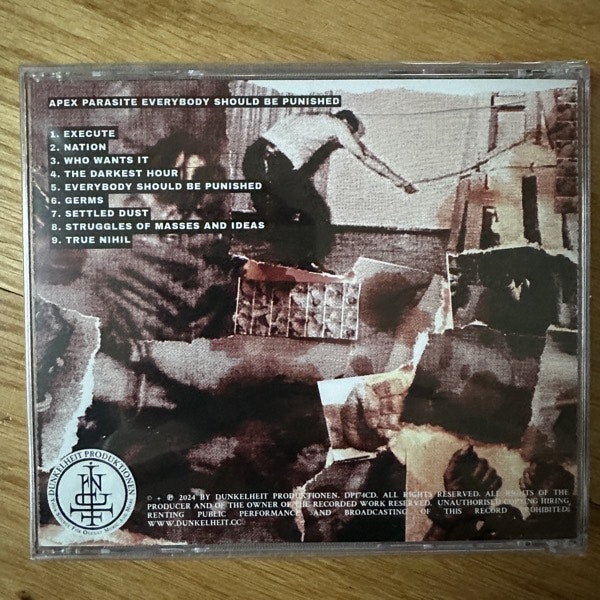 APEX PARASITE EVERYBODY SHOULD BE PUNISHED
1. EXECUTE
2. NATION
3. WHO WANTS IT
4. THE DARKEST HOUR
5. EVERYBODY SHOULD BE PUNISHED
6. GERMS
7. SETTLED DUST
8. STRUGGLES OF MASSES AND IDEAS
9. TRUE NIHIL
DUNKELHEIT PRODUKTIONEN
© + ℗ 2024 BY DUNKELHEIT PRODUKTIONEN. ALL RIGHTS RESERVED. ALL RIGHTS OF THE
PRODUCER AND OF THE OWNER OF THE RECORDED WORK RESERVED. UNAUTHORISED COPYING HIRING
RENTING PUBLIC PERFORMANCE AND BROADCASTING OF THIS RECORD PROHIBITED.
WWW.DUNKELHEIT.CC